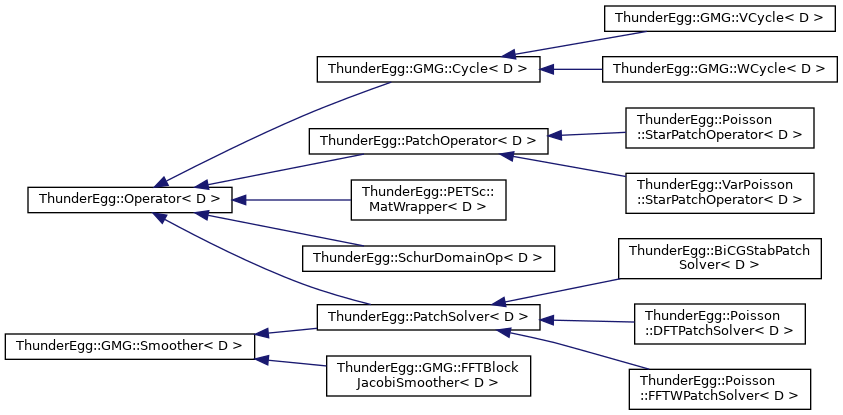 ThunderEgg::GMG::VCycle< D >
ThunderEgg::GMG::Cycle< D >
ThunderEgg::GMG::WCycle< D >
ThunderEgg::Poisson
::StarPatchOperator< D >
ThunderEgg::PatchOperator< D >
ThunderEgg::VarPoisson
::StarPatchOperator< D >
ThunderEgg::Operator< D >
ThunderEgg::PETSc::
MatWrapper< D >
ThunderEgg::SchurDomainOp< D >
ThunderEgg::BiCGStabPatch
Solver< D >
ThunderEgg::PatchSolver< D >
ThunderEgg::Poisson
::DFTPatchSolver< D >
ThunderEgg::GMG::Smoother< D >
ThunderEgg::GMG::FFTBlock
JacobiSmoother< D >
ThunderEgg::Poisson
::FFTWPatchSolver< D >